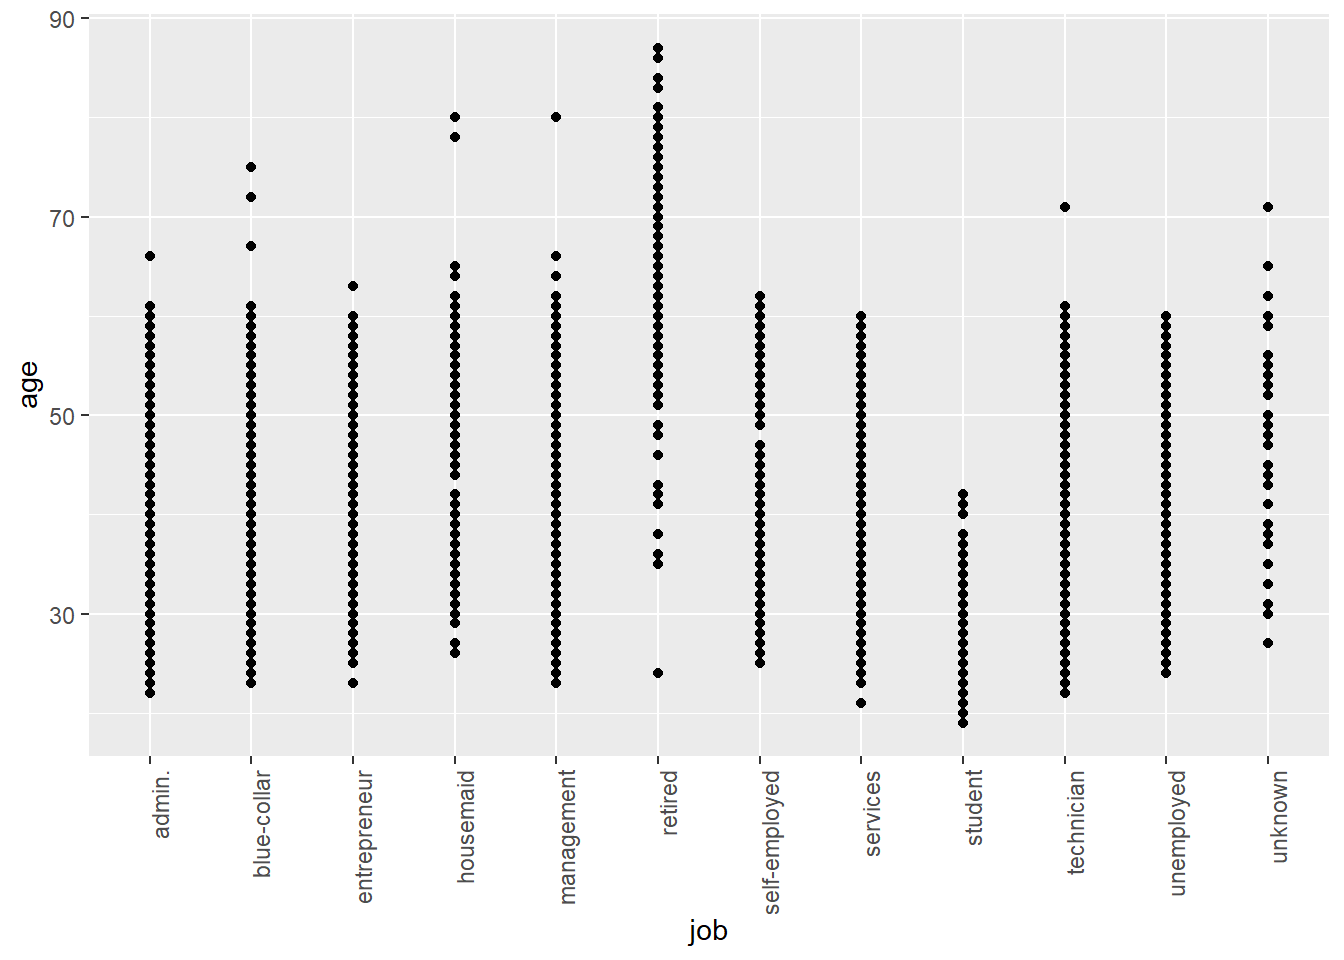 90
70
50
30
age
admin.
blue-collar
entrepreneur
housemaid
management
retired
self-employed
services
student
technician
unemployed
unknown
job